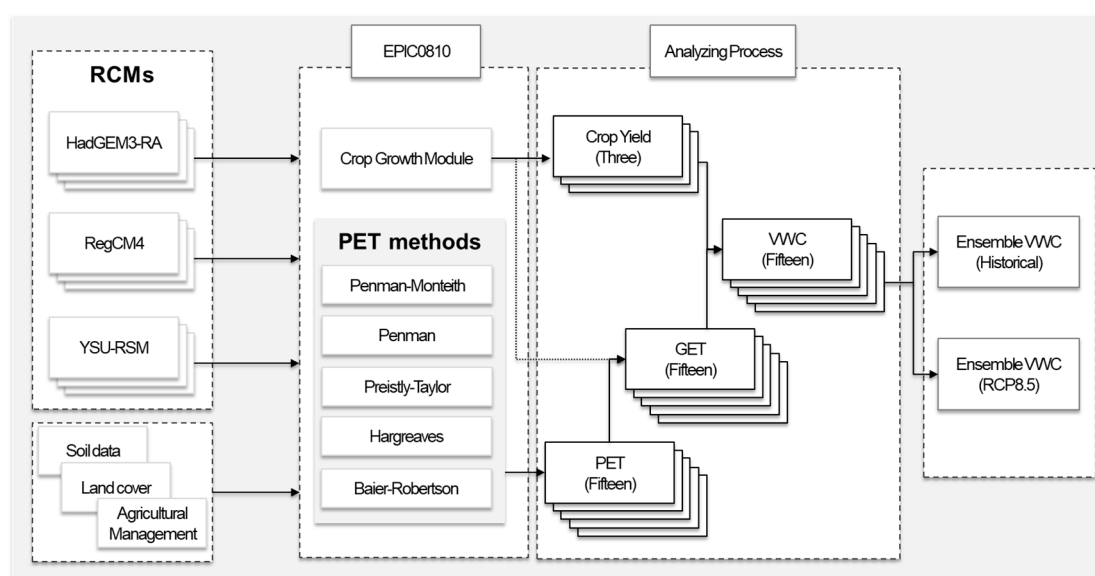 RCMs
HadGEM3-RA
RegCM4
YSU-RSM
Soil data
Land cover
Agricultural
Management
EPIC0810
Crop Growth Module
PET methods
Penman-Monteith
Penman
Preistly-Taylor
Hargreaves
Baier-Robertson
Analyzing Process
Crop Yield
(Three)
VWC
(Fifteen)
GET
(Fifteen)
PET
(Fifteen)
Ensemble VWC
(Historical)
Ensemble VWC
(RCP8.5)